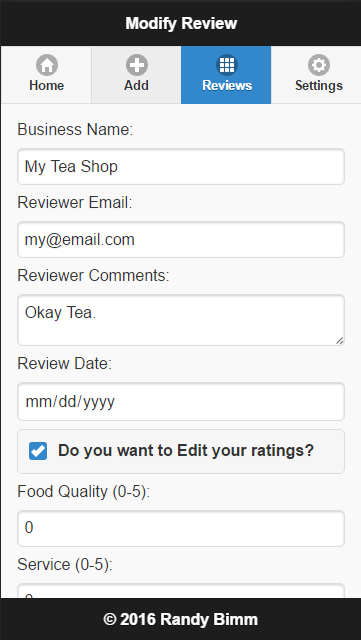 Modify Review
Home Add Reviews Settings
Business Name:
My Tea Shop
Reviewer Email:
my@email.com
Reviewer Comments:
Okay Tea.
Review Date:
mm/dd/yyyy
Do you want to Edit your ratings?
Food Quality (0-5):
0
Service (0-5):
© 2016 Randy Bimm